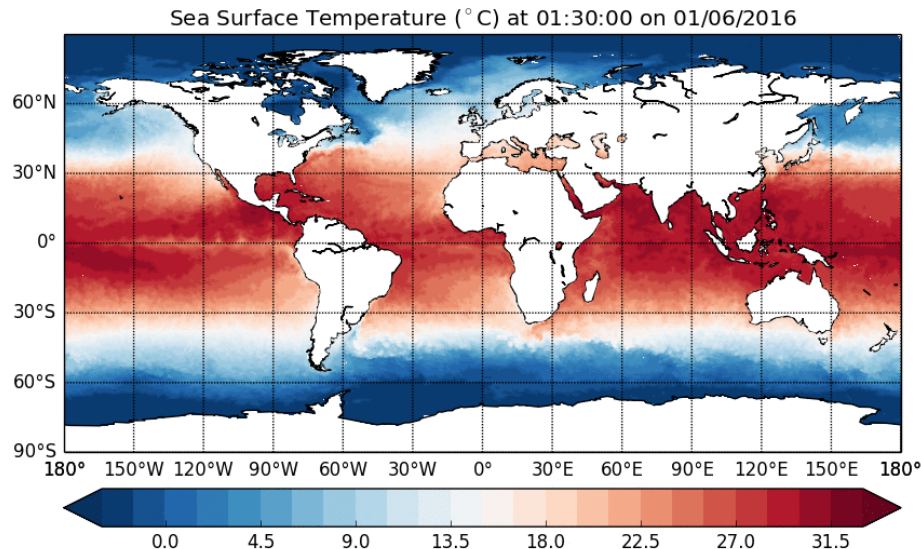 Sea Surface Temperature (°C) at 01:30:00 on 01/06/2016
60°N
30°N
0°
30°S
60°S
90°S
180° 150°W 120°W 90°W 60°W 30°W 0° 30°E 60°E 90°E 120°E 150°E 180°
0.0 4.5 9.0 13.5 18.0 22.5 27.0 31.5